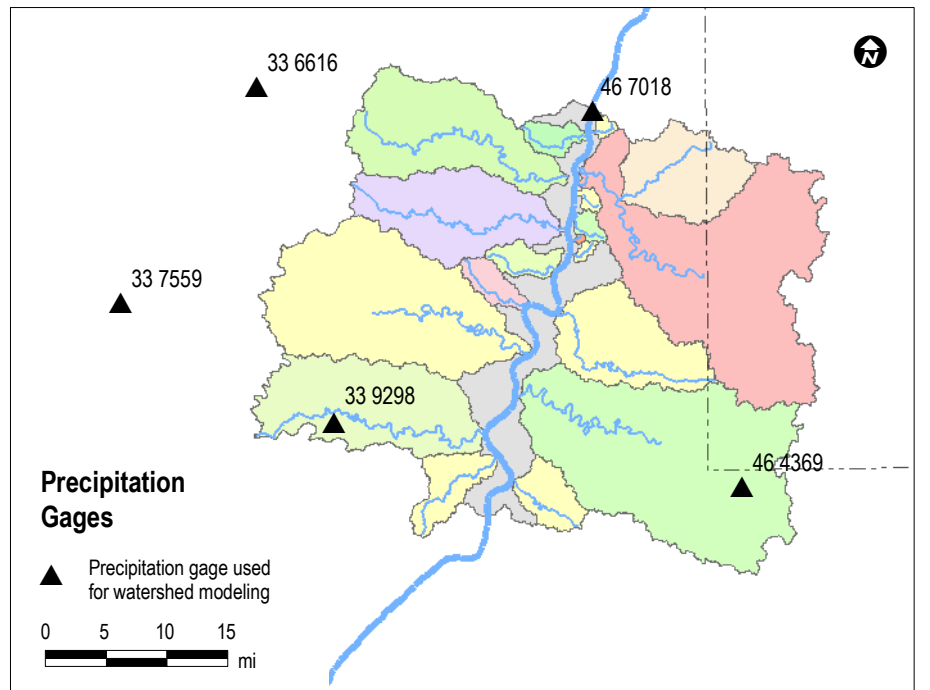 33 6616
46 7018
N
33 7559
33 9298
46 4369
Precipitation
Gages
Precipitation gage used
for watershed modeling
0 5 10 15
mi